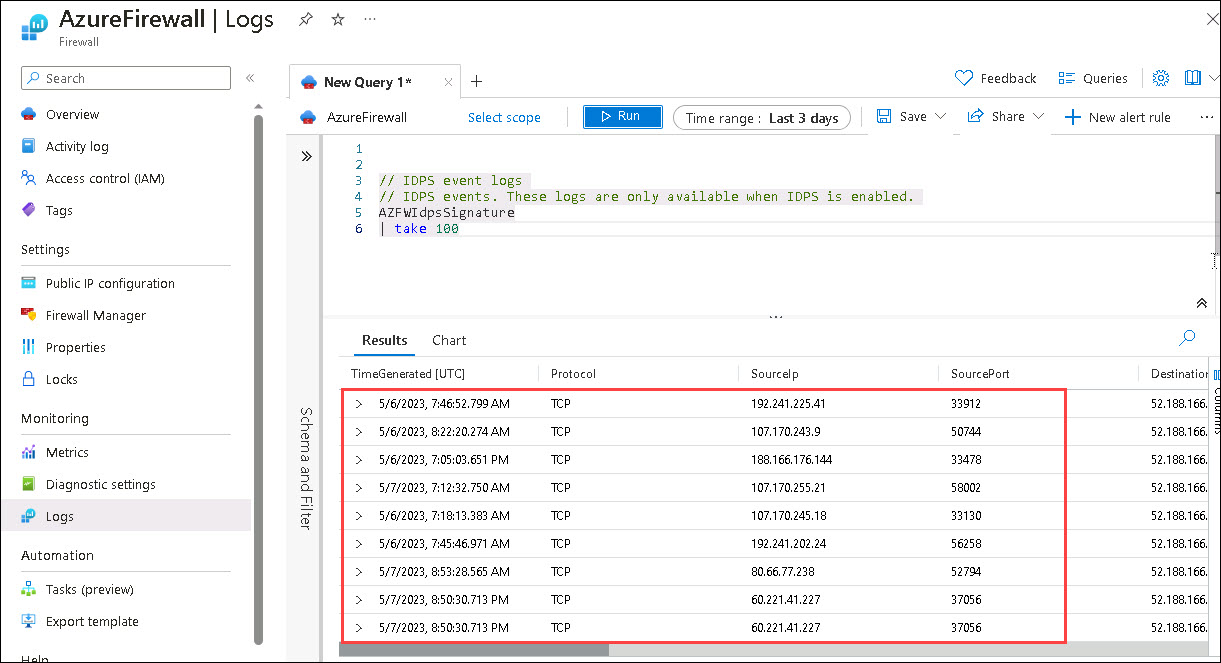 AzureFirewall | Logs
Firewall
Search
Overview
Activity log
Access control (IAM)
Tags
Settings
Public IP configuration
Firewall Manager
Properties
Locks
Monitoring
Metrics
Diagnostic settings
Logs
Automation
Tasks (preview)
Export template
Help
New Query 1*
Feedback
Queries
AzureFirewall
Select scope
Run
Time range : Last 3 days
Save
Share
New alert rule
1
2
3 // IDPS event logs
4 // IDPS events. These logs are only available when IDPS is enabled.
5 AZFWIdpsSignature
6 | take 100
Schema and Filter
Results Chart
TimeGenerated [UTC] Protocol SourceIp SourcePort Destination
5/6/2023, 7:46:52.799 AM TCP 192.241.225.41 33912 52.188.166.
5/6/2023, 8:22:20.274 AM TCP 107.170.243.9 50744 52.188.166.
5/6/2023, 7:05:03.651 PM TCP 188.166.176.144 33478 52.188.166.
5/7/2023, 7:12:32.750 AM TCP 107.170.255.21 58002 52.188.166.
5/6/2023, 7:18:13.383 AM TCP 107.170.245.18 33130 52.188.166.
5/6/2023, 7:45:46.971 AM TCP 192.241.202.24 56258 52.188.166.
5/7/2023, 8:53:28.565 AM TCP 80.66.77.238 52794 52.188.166.
5/7/2023, 8:50:30.713 PM TCP 60.221.41.227 37056 52.188.166.
5/7/2023, 8:50:30.713 PM TCP 60.221.41.227 37056 52.188.166.
Columns